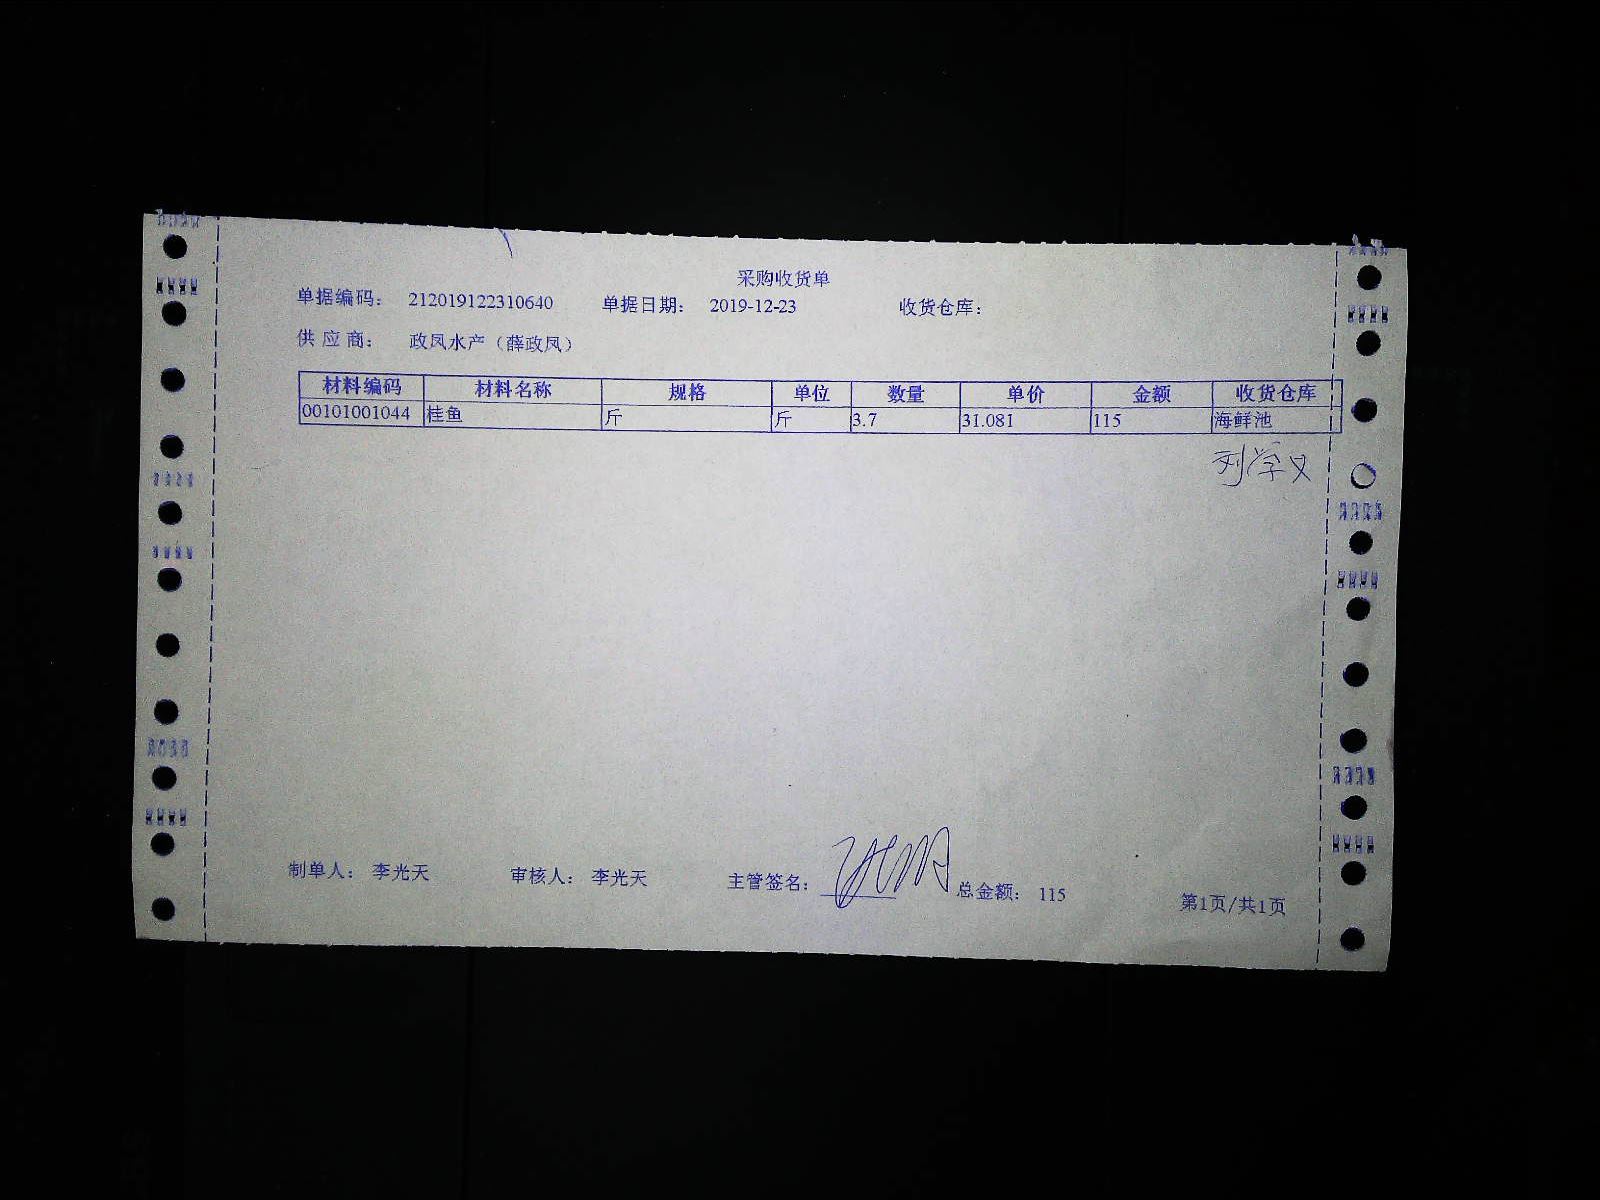 采购收货单
单据编码： 212019122310640 单据日期： 2019-12-23 收货仓库：
供 应 商： 政凤水产（薛政凤）
材料编码 材料名称 规格 单位 数量 单价 金额 收货仓库
00101001044 桂鱼 斤 斤 3.7 31.081 115 海鲜池
刘学义
制单人： 李光天 审核人： 李光天 主管签名： 总金额： 115
第1页/共1页